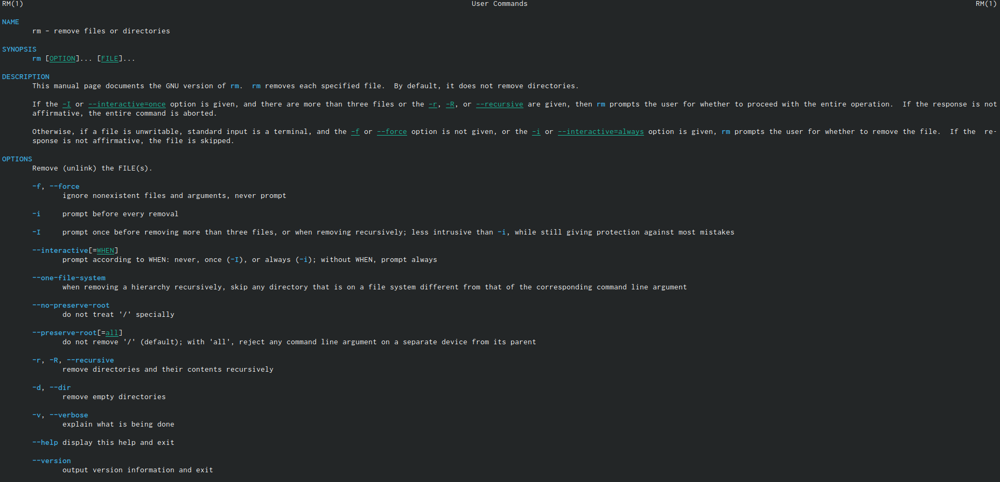 RM(1) User Commands RM(1)
NAME
rm - remove files or directories
SYNOPSIS
rm [OPTION]... [FILE]...
DESCRIPTION
This manual page documents the GNU version of rm. rm removes each specified file. By default, it does not remove directories.
If the -I or --interactive=once option is given, and there are more than three files or the -r, -R, or --recursive are given, then rm prompts the user for whether to proceed with the entire operation. If the response is not
affirmative, the entire command is aborted.
Otherwise, if a file is unwritable, standard input is a terminal, and the -f or --force option is not given, or the -i or --interactive=always option is given, rm prompts the user for whether to remove the file. If the re-
sponse is not affirmative, the file is skipped.
OPTIONS
Remove (unlink) the FILE(s).
-f, --force
ignore nonexistent files and arguments, never prompt
-i prompt before every removal
-I prompt once before removing more than three files, or when removing recursively; less intrusive than -i, while still giving protection against most mistakes
--interactive[=WHEN]
prompt according to WHEN: never, once (-I), or always (-i); without WHEN, prompt always
--one-file-system
when removing a hierarchy recursively, skip any directory that is on a file system different from that of the corresponding command line argument
--no-preserve-root
do not treat '/' specially
--preserve-root[=all]
do not remove '/' (default); with 'all', reject any command line argument on a separate device from its parent
-r, -R, --recursive
remove directories and their contents recursively
-d, --dir
remove empty directories
-v, --verbose
explain what is being done
--help display this help and exit
--version
output version information and exit